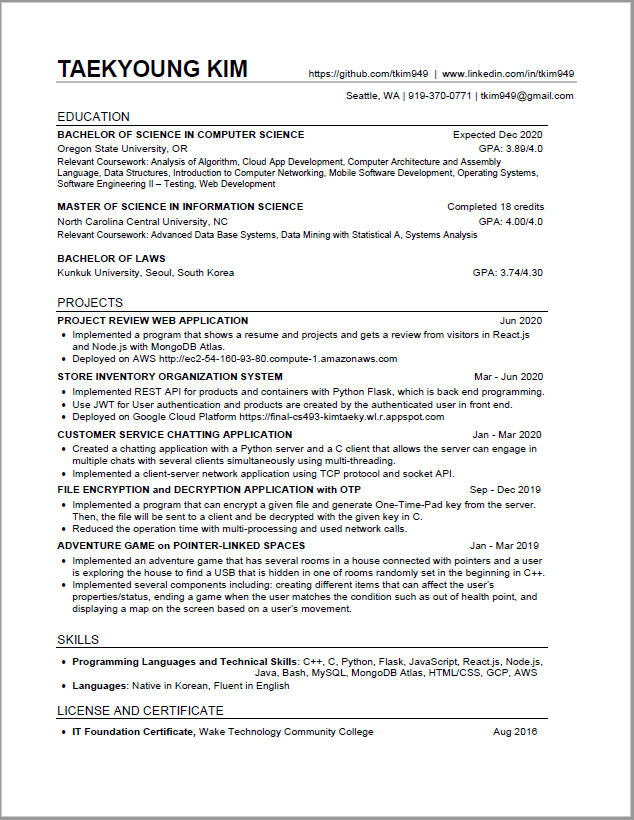 TAEKYOUNG KIM https://github.com/tkim949 | www.linkedin.com/in/tkim949
Seattle, WA | 919-370-0771 | tkim949@gmail.com
EDUCATION
BACHELOR OF SCIENCE IN COMPUTER SCIENCE Expected Dec 2020
Oregon State University, OR GPA: 3.89/4.0
Relevant Coursework: Analysis of Algorithm, Cloud App Development, Computer Architecture and Assembly
Language, Data Structures, Introduction to Computer Networking, Mobile Software Development, Operating Systems,
Software Engineering II – Testing, Web Development
MASTER OF SCIENCE IN INFORMATION SCIENCE Completed 18 credits
North Carolina Central University, NC GPA: 4.00/4.0
Relevant Coursework: Advanced Data Base Systems, Data Mining with Statistical A, Systems Analysis
BACHELOR OF LAWS
Kunkuk University, Seoul, South Korea GPA: 3.74/4.30
PROJECTS
PROJECT REVIEW WEB APPLICATION Jun 2020
• Implemented a program that shows a resume and projects and gets a review from visitors in React.js
and Node.js with MongoDB Atlas.
• Deployed on AWS http://ec2-54-160-93-80.compute-1.amazonaws.com
STORE INVENTORY ORGANIZATION SYSTEM Mar - Jun 2020
• Implemented REST API for products and containers with Python Flask, which is back end programming.
• Use JWT for User authentication and products are created by the authenticated user in front end.
• Deployed on Google Cloud Platform https://final-cs493-kimtaeky.wl.r.appspot.com
CUSTOMER SERVICE CHATTING APPLICATION Jan - Mar 2020
• Created a chatting application with a Python server and a C client that allows the server can engage in
multiple chats with several clients simultaneously using multi-threading.
• Implemented a client-server network application using TCP protocol and socket API.
FILE ENCRYPTION and DECRYPTION APPLICATION with OTP Sep - Dec 2019
• Implemented a program that can encrypt a given file and generate One-Time-Pad key from the server.
Then, the file will be sent to a client and be decrypted with the given key in C.
• Reduced the operation time with multi-processing and used network calls.
ADVENTURE GAME on POINTER-LINKED SPACES Jan - Mar 2019
• Implemented an adventure game that has several rooms in a house connected with pointers and a user
is exploring the house to find a USB that is hidden in one of rooms randomly set in the beginning in C++.
• Implemented several components including: creating different items that can affect the user's
properties/status, ending a game when the user matches the condition such as out of health point, and
displaying a map on the screen based on a user's movement.
SKILLS
• Programming Languages and Technical Skills: C++, C, Python, Flask, JavaScript, React.js, Node.js,
Java, Bash, MySQL, MongoDB Atlas, HTML/CSS, GCP, AWS
• Languages: Native in Korean, Fluent in English
LICENSE AND CERTIFICATE
• IT Foundation Certificate, Wake Technology Community College Aug 2016